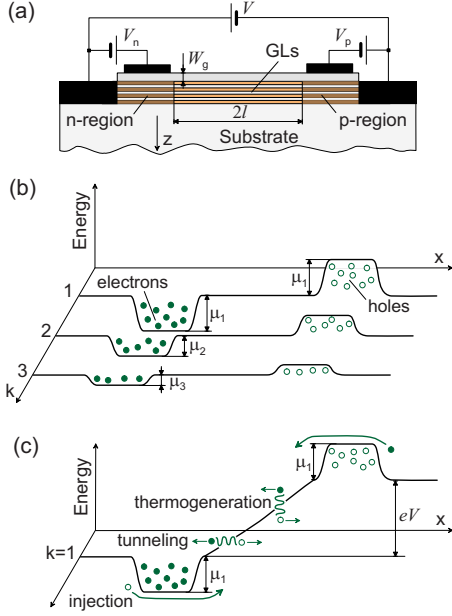 (a)
V
Vn
Wg
GLs
Vp
n-region
2l
p-region
z
Substrate
(b)
Energy
x
electrons
μ1
1
μ1
holes
2
μ2
3
μ3
k
(c)
Energy
μ1
thermogeneration
eV
x
tunneling
k=1
μ1
injection